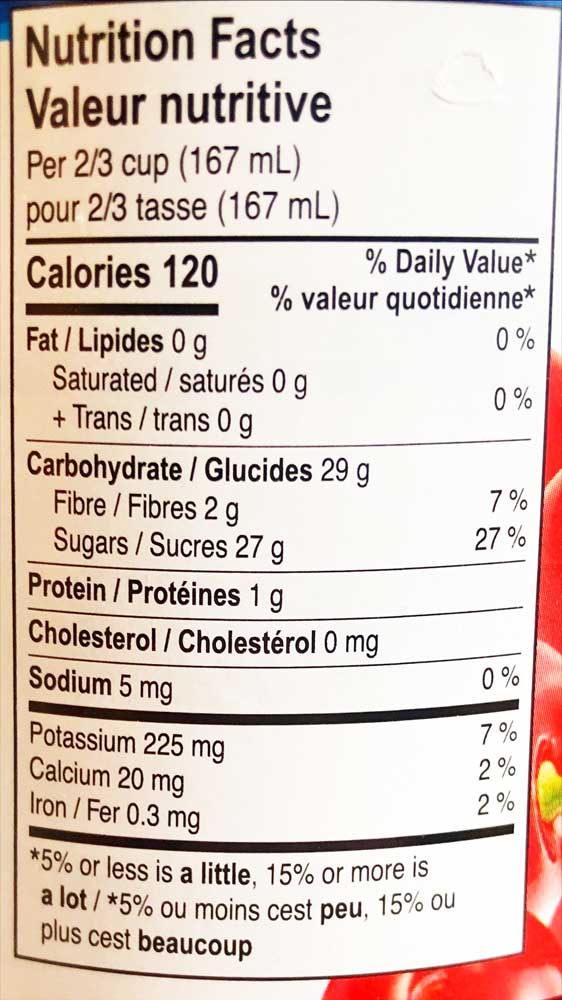 Nutrition Facts
Valeur nutritive
Per 2/3 cup (167 mL)
pour 2/3 tasse (167 mL)
Calories 120
% Daily Value*
% valeur quotidienne*
Fat / Lipides 0 g 0 %
Saturated / saturés 0 g
+ Trans / trans 0 g 0 %
Carbohydrate / Glucides 29 g
Fibre / Fibres 2 g 7 %
Sugars / Sucres 27 g 27 %
Protein / Protéines 1 g
Cholesterol / Cholestérol 0 mg
Sodium 5 mg 0 %
Potassium 225 mg 7 %
Calcium 20 mg 2 %
Iron / Fer 0.3 mg 2 %
*5% or less is a little, 15% or more is
a lot / *5% ou moins cest peu, 15% ou
plus cest beaucoup